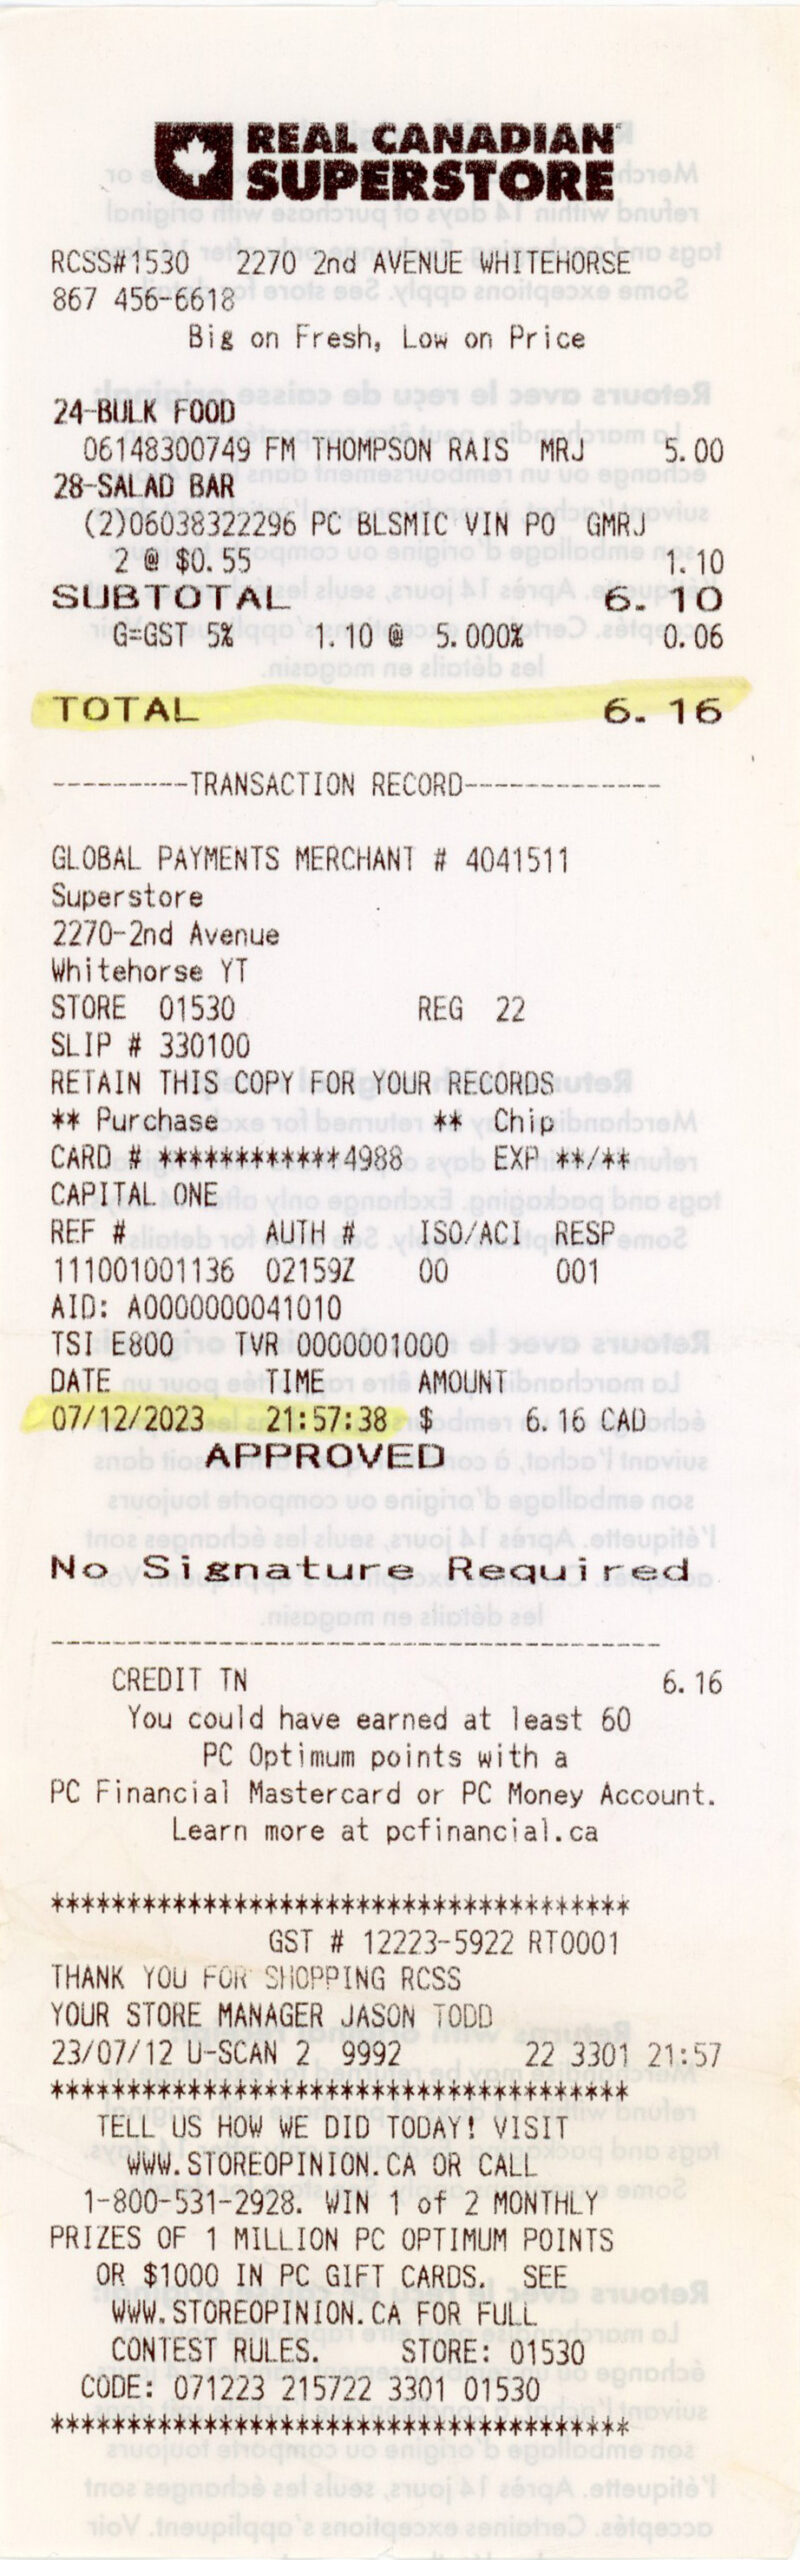 REAL CANADIAN
SUPERSTORE
RCSS#1530 2270 2nd AVENUE WHITEHORSE
867 456-6618
Big on Fresh, Low on Price
24-BULK FOOD
06148300749 FM THOMPSON RAIS MRJ 5.00
28-SALAD BAR
(2)06038322296 PC BLSMIC VIN PO GMRJ
2 @ $0.55 1.10
SUBTOTAL 6.10
G=GST 5% 1.10 @ 5.000% 0.06
TOTAL 6.16
----------TRANSACTION RECORD-------------
GLOBAL PAYMENTS MERCHANT # 4041511
Superstore
2270-2nd Avenue
Whitehorse YT
STORE 01530 REG 22
SLIP # 330100
RETAIN THIS COPY FOR YOUR RECORDS
** Purchase ** Chip
CARD # ************4988 EXP **/**
CAPITAL ONE
REF # AUTH # ISO/ACI RESP
111001001136 02159Z 00 001
AID: A0000000041010
TSI E800 TVR 0000001000
DATE TIME AMOUNT
07/12/2023 21:57:38 $ 6.16 CAD
APPROVED
No Signature Required
----------------------------------------
CREDIT TN 6.16
You could have earned at least 60
PC Optimum points with a
PC Financial Mastercard or PC Money Account.
Learn more at pcfinancial.ca
**************************************
GST # 12223-5922 RT0001
THANK YOU FOR SHOPPING RCSS
YOUR STORE MANAGER JASON TODD
23/07/12 U-SCAN 2 9992 22 3301 21:57
**************************************
TELL US HOW WE DID TODAY! VISIT
WWW.STOREOPINION.CA OR CALL
1-800-531-2928. WIN 1 of 2 MONTHLY
PRIZES OF 1 MILLION PC OPTIMUM POINTS
OR $1000 IN PC GIFT CARDS. SEE
WWW.STOREOPINION.CA FOR FULL
CONTEST RULES. STORE: 01530
CODE: 071223 215722 3301 01530
**************************************